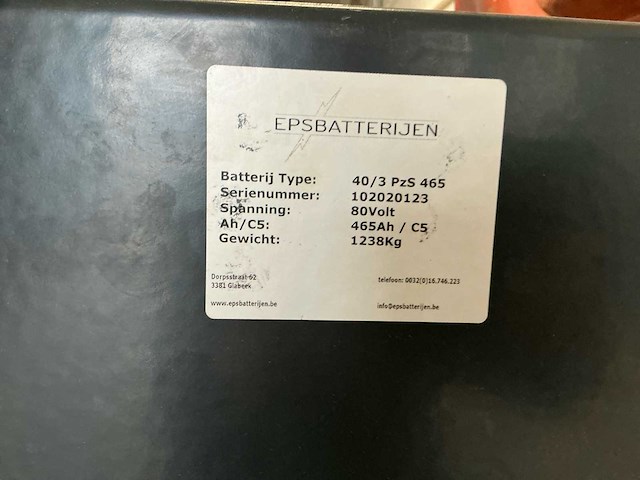 EPSBATTERIJEN
Batterij Type: 40/3 PzS 465
Serienummer: 102020123
Spanning: 80Volt
Ah/C5: 465Ah / C5
Gewicht: 1238Kg
Dorpsstraat 62 telefoon: 0032(0)16.746.223
3381 Glabeek
www.epsbatterijen.be info@epsbatterijen.be